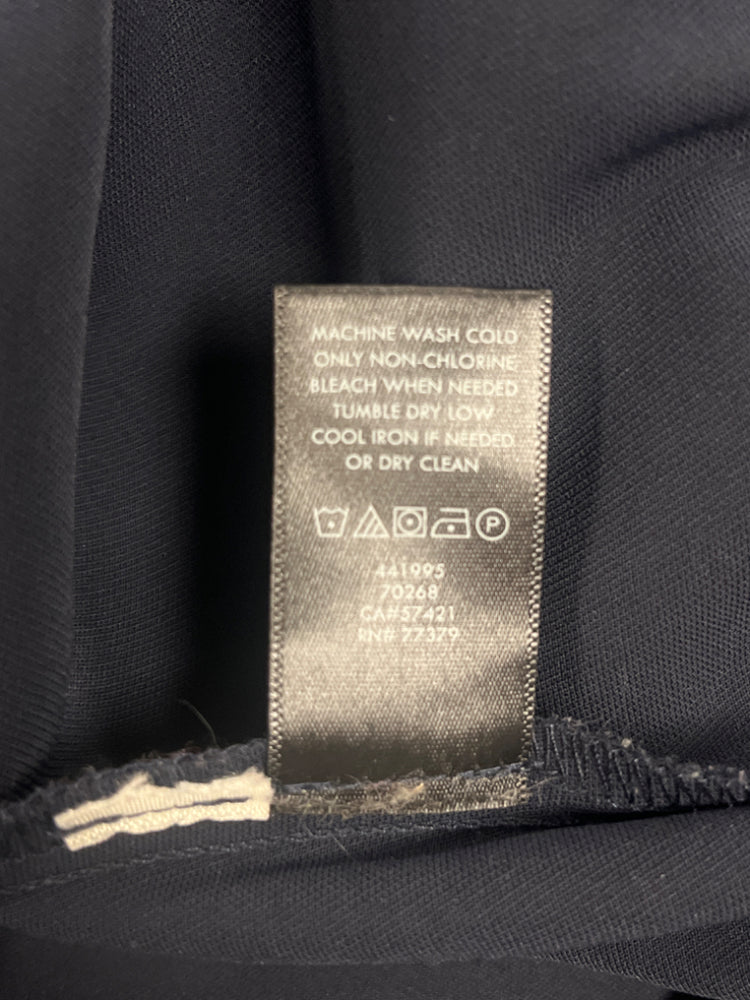 MACHINE WASH COLD
ONLY NON-CHLORINE
BLEACH WHEN NEEDED
TUMBLE DRY LOW
COOL IRON IF NEEDED
OR DRY CLEAN
P
441995
70268
CA#57421
RN# 77379